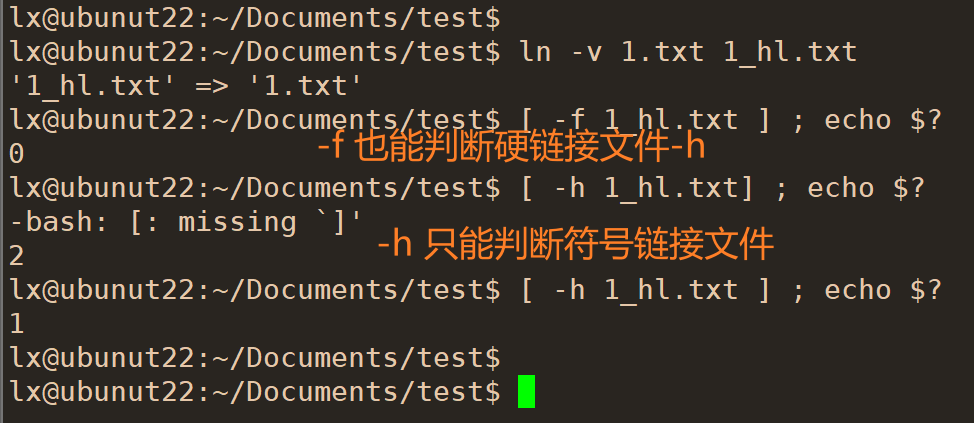 lx@ubunut22:~/Documents/test$
lx@ubunut22:~/Documents/test$ ln -v 1.txt 1_hl.txt
'1_hl.txt' => '1.txt'
lx@ubunut22:~/Documents/test$ [ -f 1_hl.txt ] ; echo $?
-f 也能判断硬链接文件-h
0
lx@ubunut22:~/Documents/test$ [ -h 1_hl.txt] ; echo $?
-bash: [: missing `]'
-h 只能判断符号链接文件
2
lx@ubunut22:~/Documents/test$ [ -h 1_hl.txt ] ; echo $?
1
lx@ubunut22:~/Documents/test$
lx@ubunut22:~/Documents/test$